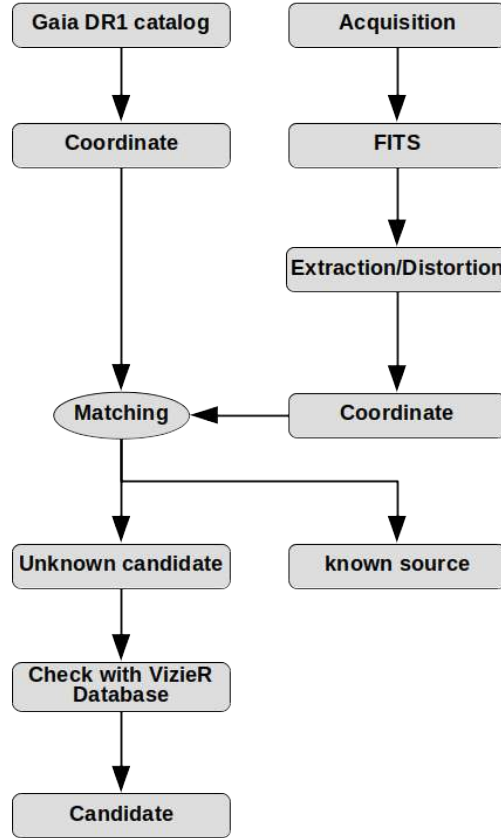 Gaia DR1 catalog
Acquisition
Coordinate
FITS
Extraction/Distortion
Matching
Coordinate
Unknown candidate
known source
Check with VizieR
Database
Candidate